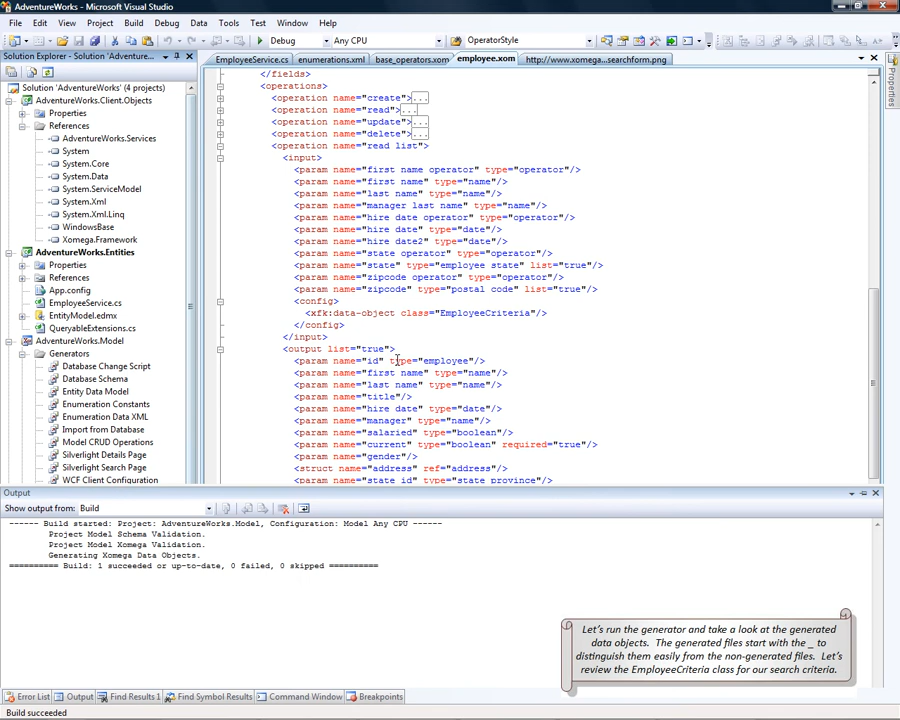 AdventureWorks - Microsoft Visual Studio
File Edit View Project Build Debug Data Tools Test Window Help
Debug Any CPU OperatorStyle
Solution Explorer - Solution 'Adventure...
EmployeeService.cs enumerations.xml base_operators.xom employee.xom http://www.xomega...searchform.png
Properties
Solution 'AdventureWorks' (4 projects)
AdventureWorks.Client.Objects
Properties
References
AdventureWorks.Services
System
System.Core
System.Data
System.ServiceModel
System.Xml
System.Xml.Linq
WindowsBase
Xomega.Framework
AdventureWorks.Entities
Properties
References
App.config
EmployeeService.cs
EntityModel.edmx
QueryableExtensions.cs
AdventureWorks.Model
Generators
Database Change Script
Database Schema
Entity Data Model
Enumeration Constants
Enumeration Data XML
Import from Database
Model CRUD Operations
Silverlight Details Page
Silverlight Search Page
WCF Client Configuration
</fields>
<operations>
<operation name="create">...
<operation name="read">...
<operation name="update">...
<operation name="delete">...
<operation name="read list">
<input>
<param name="first name operator" type="operator"/>
<param name="first name" type="name"/>
<param name="last name" type="name"/>
<param name="manager last name" type="name"/>
<param name="hire date operator" type="operator"/>
<param name="hire date" type="date"/>
<param name="hire date2" type="date"/>
<param name="state operator" type="operator"/>
<param name="state" type="employee state" list="true"/>
<param name="zipcode operator" type="operator"/>
<param name="zipcode" type="postal code" list="true"/>
<config>
<xfk:data-object class="EmployeeCriteria"/>
</config>
</input>
<output list="true">
<param name="id" type="employee"/>
<param name="first name" type="name"/>
<param name="last name" type="name"/>
<param name="title"/>
<param name="hire date" type="date"/>
<param name="manager" type="name"/>
<param name="salaried" type="boolean"/>
<param name="current" type="boolean" required="true"/>
<param name="gender"/>
<struct name="address" ref="address"/>
<param name="state id" type="state province"/>
Output
Show output from: Build
------ Build started: Project: AdventureWorks.Model, Configuration: Model Any CPU ------
Project Model Schema Validation.
Project Model Xomega Validation.
Generating Xomega Data Objects.
========== Build: 1 succeeded or up-to-date, 0 failed, 0 skipped ==========
Let's run the generator and take a look at the generated
data objects. The generated files start with the _ to
distinguish them easily from the non-generated files. Let's
review the EmployeeCriteria class for our search criteria.
Error List Output Find Results 1 Find Symbol Results Command Window Breakpoints
Build succeeded